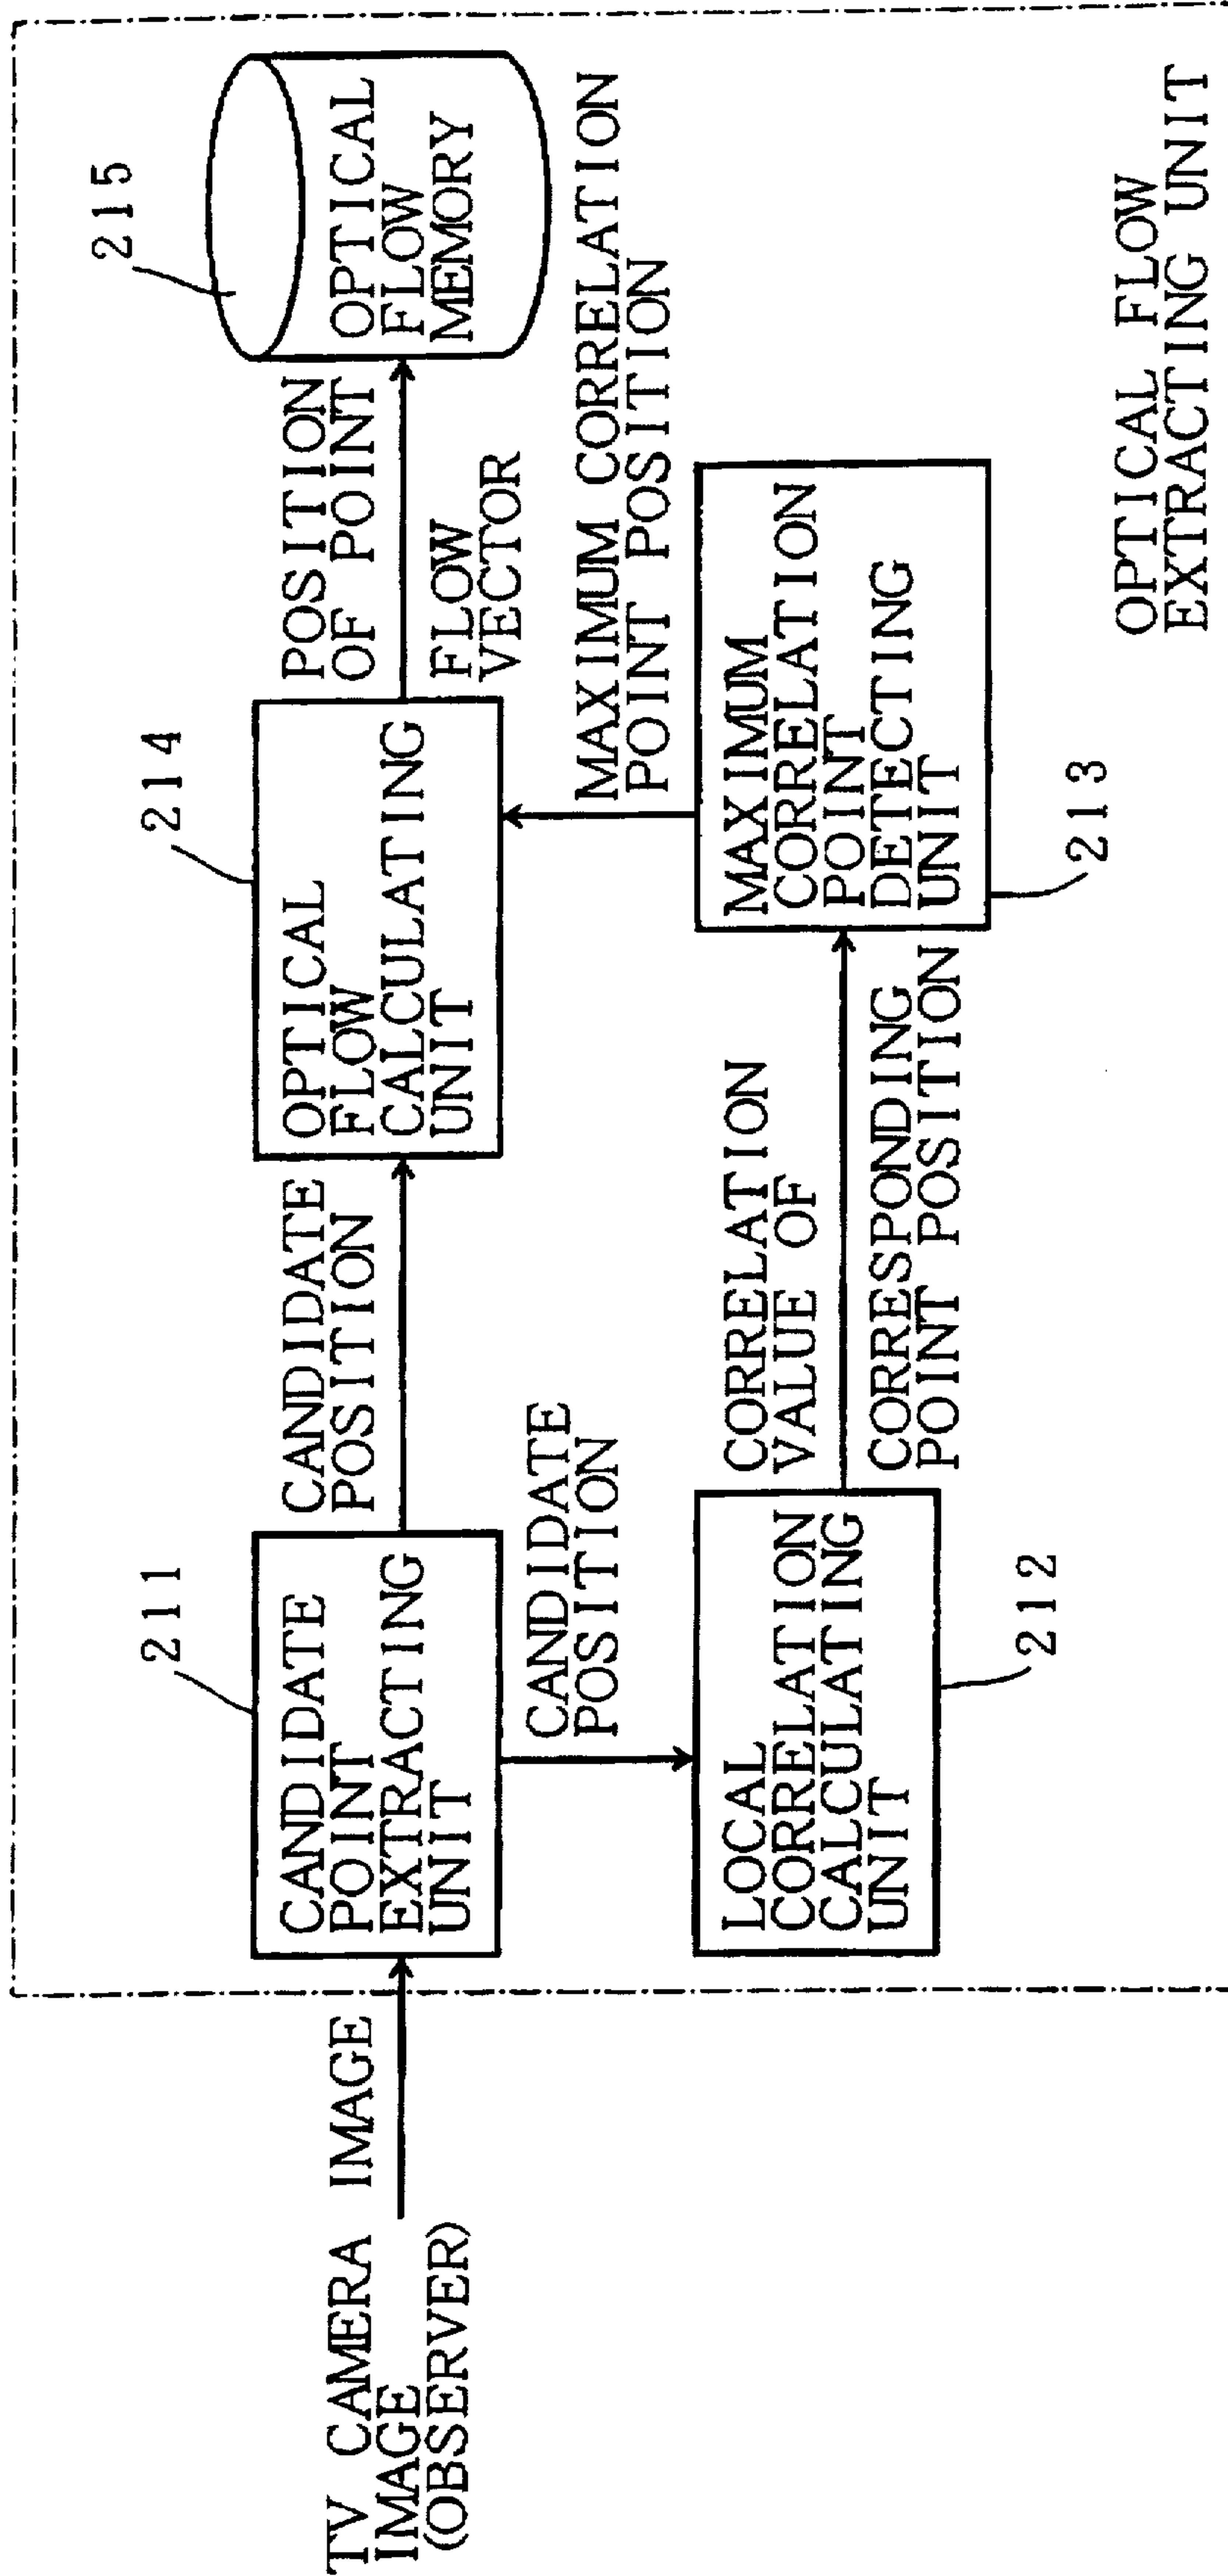 TV CAMERA IMAGE
IMAGE
(OBSERVER)
211
CANDIDATE
POINT
EXTRACTING
UNIT
CANDIDATE
POSITION
214
OPTICAL
FLOW
CALCULATING
UNIT
POSITION
OF POINT
FLOW
VECTOR
215
OPTICAL
FLOW
MEMORY
CANDIDATE
POSITION
MAXIMUM CORRELATION
POINT POSITION
LOCAL
CORRELATION
CALCULATING
UNIT
212
CORRELATION
VALUE OF
CORRESPONDING
POINT POSITION
MAXIMUM
CORRELATION
POINT
DETECTING
UNIT
213
OPTICAL FLOW
EXTRACTING UNIT